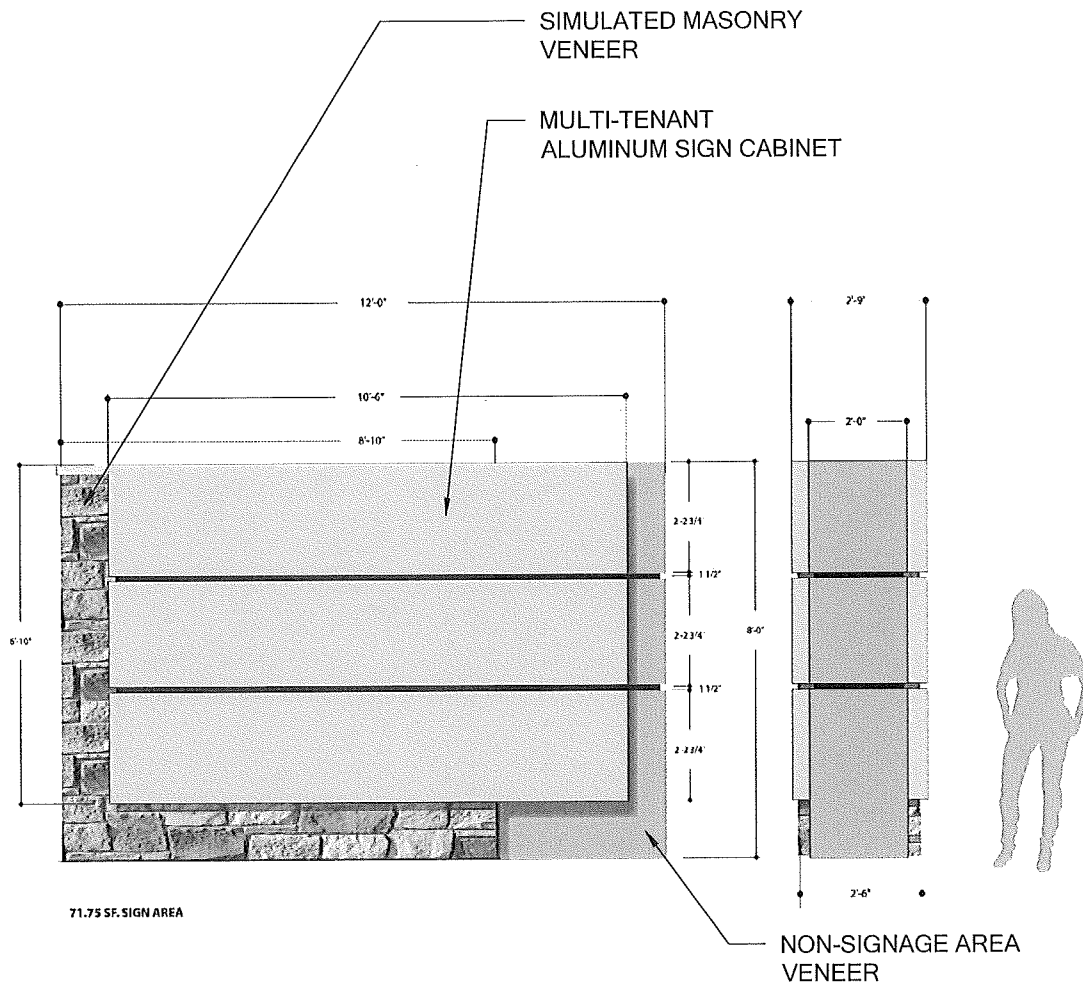 SIMULATED MASONRY
VENEER
MULTI-TENANT
ALUMINUM SIGN CABINET
12'-0"
2'-9"
10'-6"
2'-0"
8'-10"
2-2 3/4'
1 1/2"
6'-10"
2-2 3/4'
8'-0"
1 1/2"
2-2 3/4'
2'-6"
71.75 SF. SIGN AREA
NON-SIGNAGE AREA
VENEER